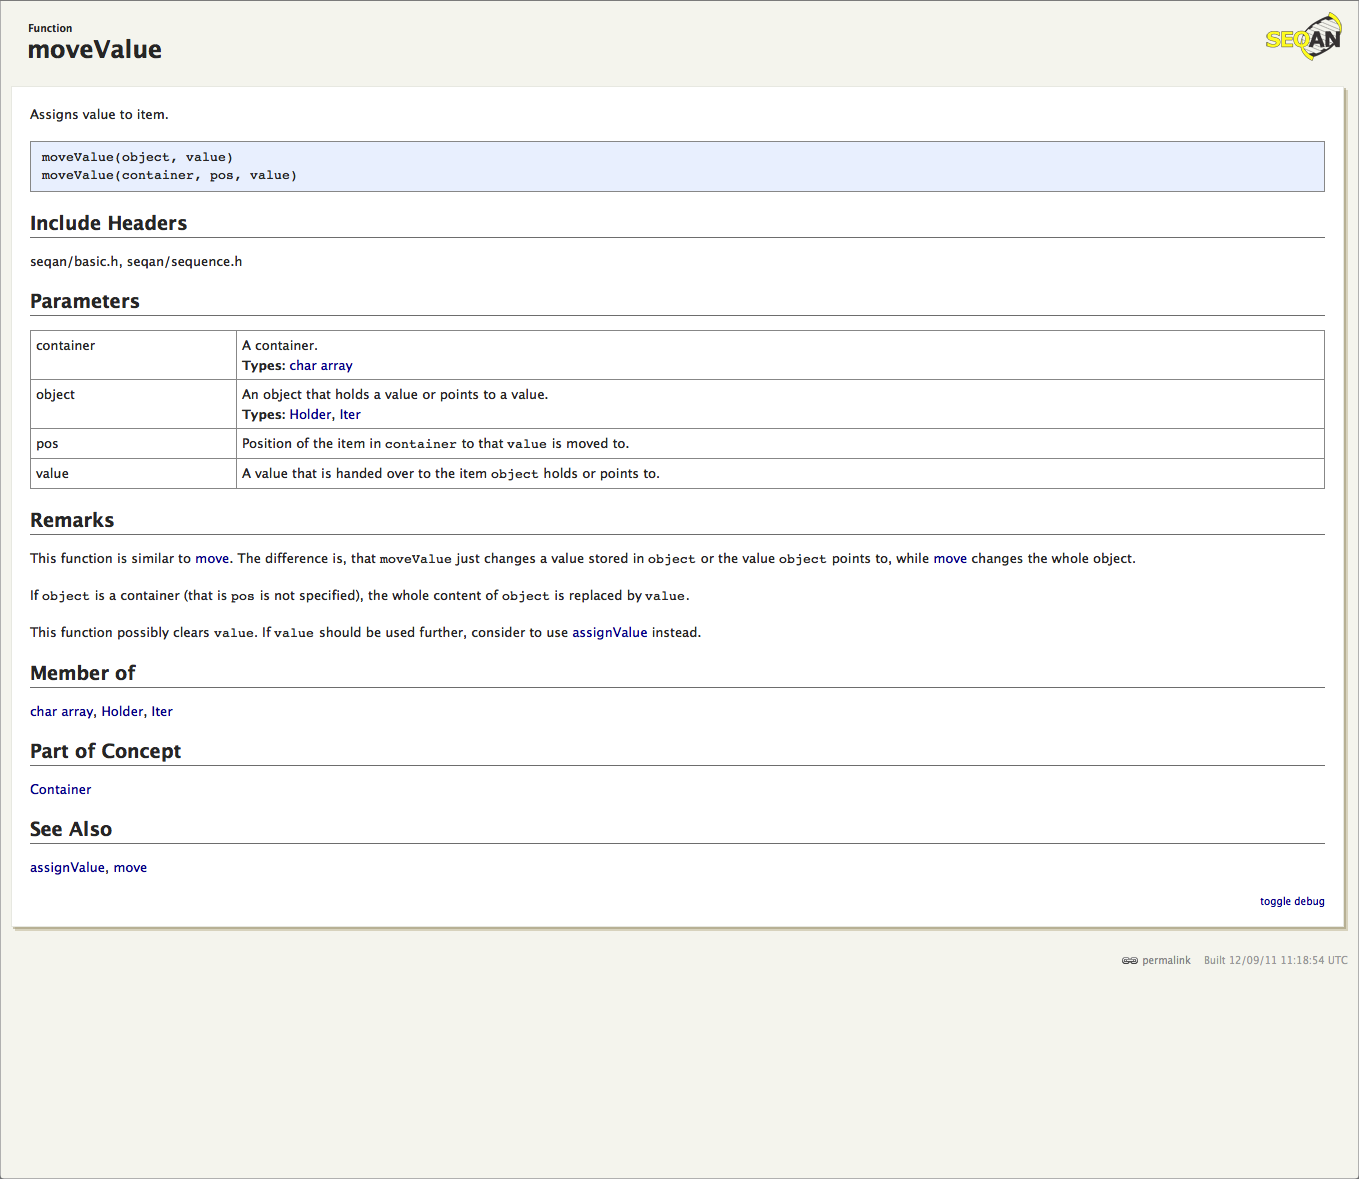 Function
moveValue
SEQAN
Assigns value to item.
moveValue(object, value)
moveValue(container, pos, value)
Include Headers
seqan/basic.h, seqan/sequence.h
Parameters
container
A container.
Types: char array
object
An object that holds a value or points to a value.
Types: Holder, Iter
pos
Position of the item in container to that value is moved to.
value
A value that is handed over to the item object holds or points to.
Remarks
This function is similar to move. The difference is, that moveValue just changes a value stored in object or the value object points to, while move changes the whole object.
If object is a container (that is pos is not specified), the whole content of object is replaced by value.
This function possibly clears value. If value should be used further, consider to use assignValue instead.
Member of
char array, Holder, Iter
Part of Concept
Container
See Also
assignValue, move
toggle debug
permalink Built 12/09/11 11:18:54 UTC